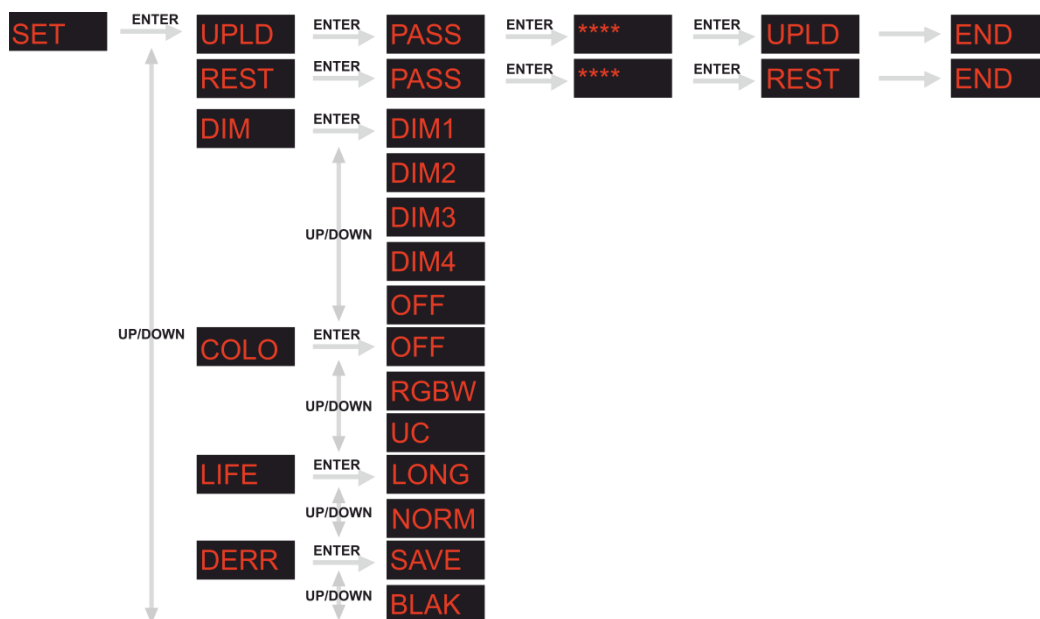 SET ENTER UPLD ENTER PASS ENTER **** ENTER UPLD END
REST ENTER PASS ENTER **** ENTER REST END
DIM ENTER DIM1
DIM2
DIM3
UP/DOWN
DIM4
OFF
UP/DOWN COLO ENTER OFF
RGBW
UP/DOWN
UC
LIFE ENTER LONG
UP/DOWN NORM
DERR ENTER SAVE
UP/DOWN BLAK